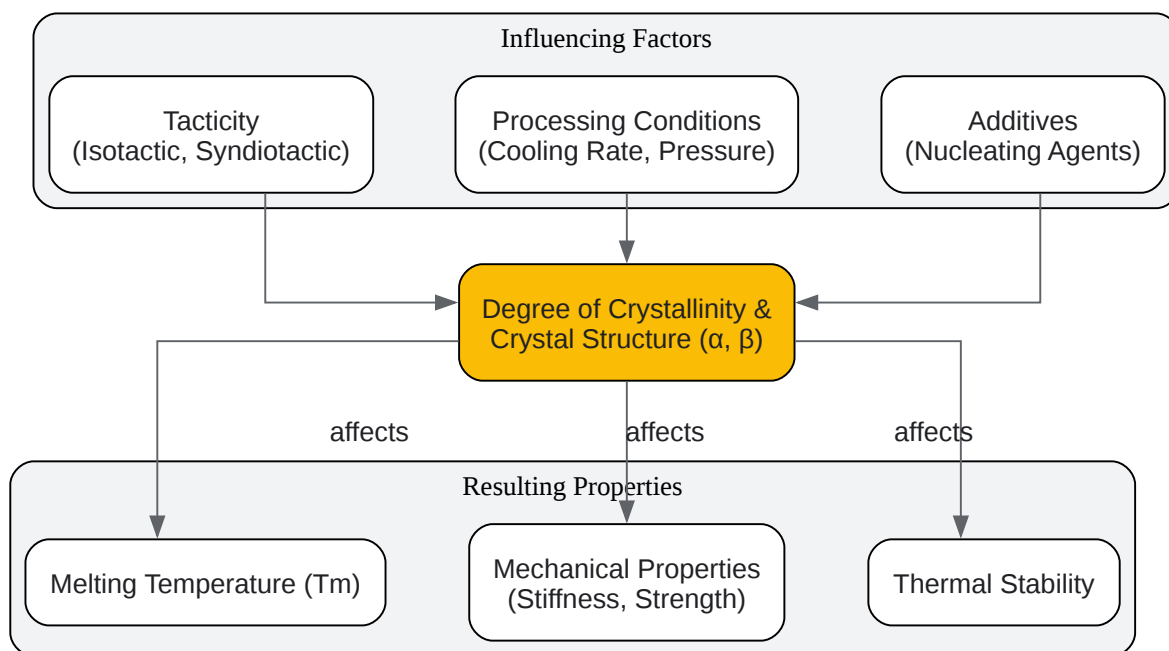 Influencing Factors
Tacticity
(Isotactic, Syndiotactic)
Processing Conditions
(Cooling Rate, Pressure)
Additives
(Nucleating Agents)
Degree of Crystallinity &
Crystal Structure (α, β)
affects
affects
affects
Resulting Properties
Melting Temperature (Tm)
Mechanical Properties
(Stiffness, Strength)
Thermal Stability